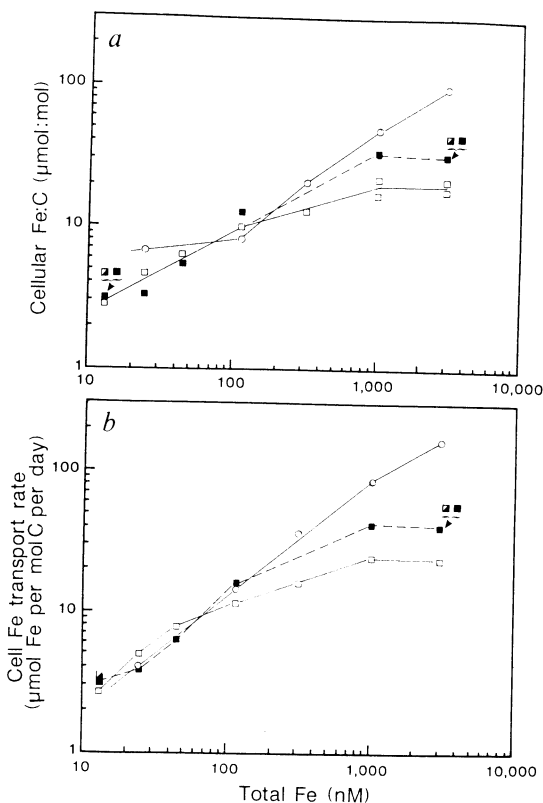 a
100
10
1
Cellular Fe:C (µmol:mol)
10
100
1,000
10,000
b
100
10
1
Cell Fe transport rate
(µmol Fe per mol C per day)
10
100
1,000
10,000
Total Fe (nM)